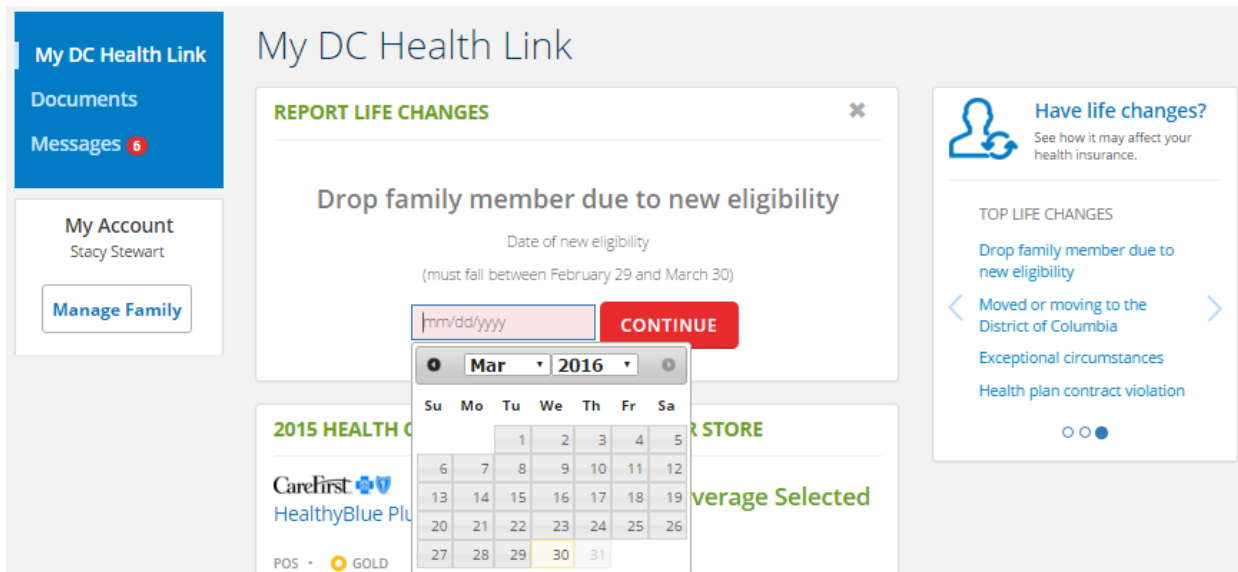 My DC Health Link
Documents
Messages 6
My Account
Stacy Stewart
Manage Family
My DC Health Link
REPORT LIFE CHANGES
Drop family member due to new eligibility
Date of new eligibility
(must fall between February 29 and March 30)
mm/dd/yyyy
CONTINUE
Mar 2016
Su Mo Tu We Th Fr Sa
1 2 3 4 5
6 7 8 9 10 11 12
13 14 15 16 17 18 19
20 21 22 23 24 25 26
27 28 29 30 31
2015 HEALTH
R STORE
CareFirst
HealthyBlue Plu
verage Selected
POS - GOLD
Have life changes?
See how it may affect your
health insurance.
TOP LIFE CHANGES
Drop family member due to
new eligibility
Moved or moving to the
District of Columbia
Exceptional circumstances
Health plan contract violation